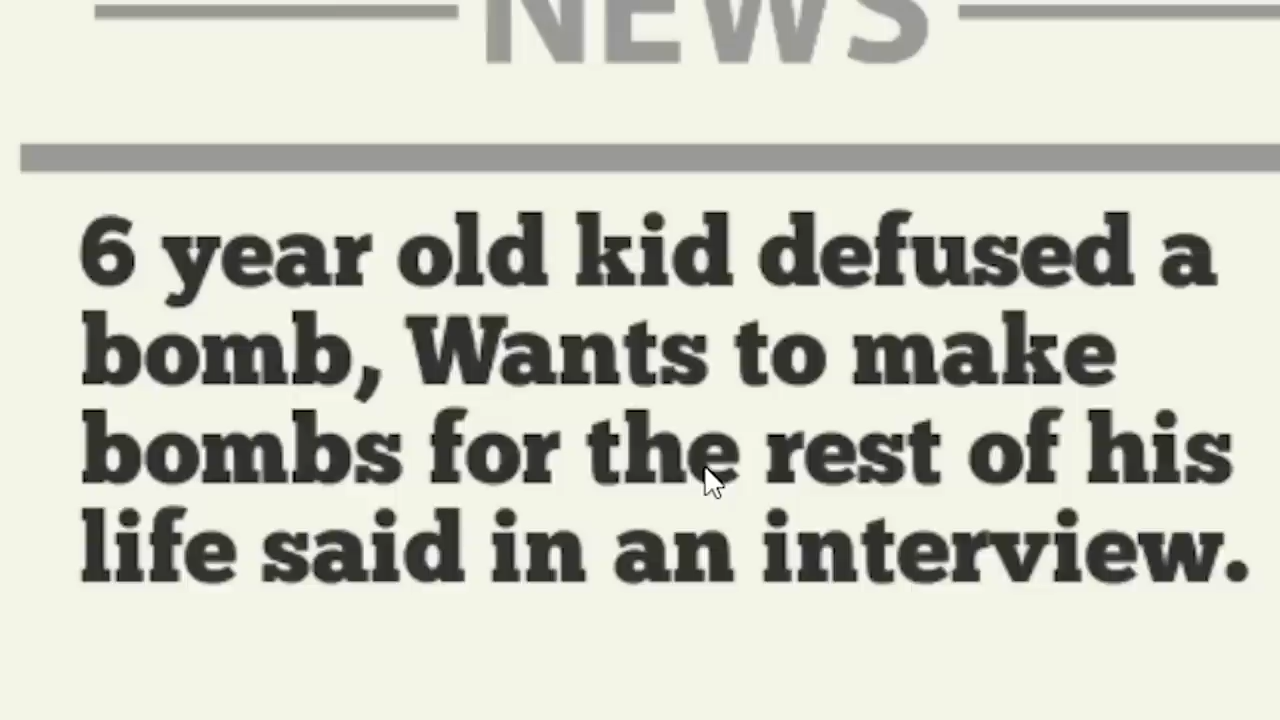 NEWS
6 year old kid defused a
bomb, Wants to make
bombs for the rest of his
life said in an interview.